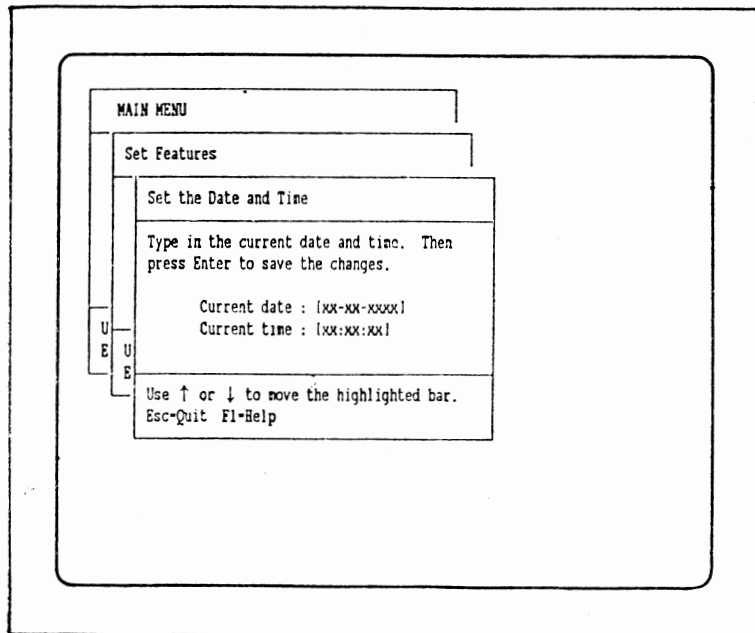 MAIN MENU
Set Features
Set the Date and Time
Type in the current date and time. Then
press Enter to save the changes.
Current date : [xx-xx-xxxx]
Current time : [xx:xx:xx]
U
E
U
E
Use ↑ or ↓ to move the highlighted bar.
Esc-Quit F1-Help